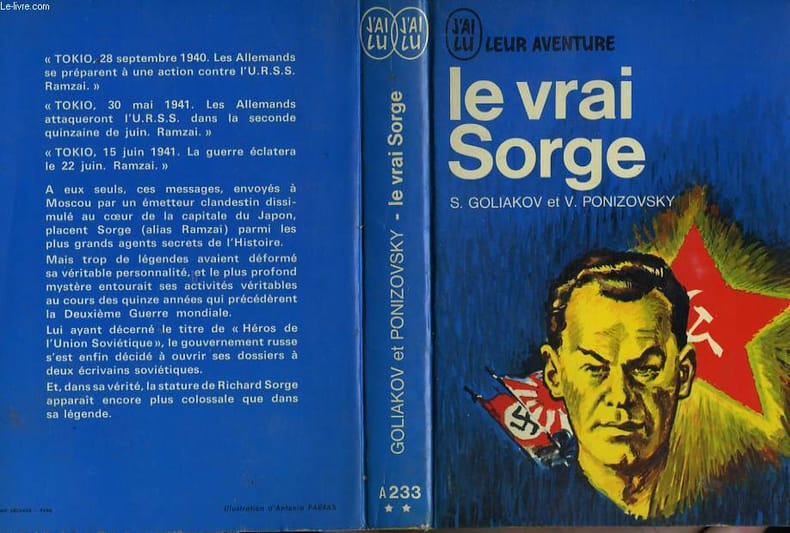 Le-livre.com
« TOKIO, 28 septembre 1940. Les Allemands
se préparent à une action contre l'U.R.S.S.
Ramzai. »
« TOKIO, 30 mai 1941. Les Allemands
attaqueront l'U.R.S.S. dans la seconde
quinzaine de juin. Ramzai. »
« TOKIO, 15 juin 1941. La guerre éclatera
le 22 juin. Ramzai. »
A eux seuls, ces messages, envoyés à
Moscou par un émetteur clandestin dissi-
mulé au cœur de la capitale du Japon,
placent Sorge (alias Ramzai) parmi les
plus grands agents secrets de l'Histoire.
Mais trop de légendes avaient déformé
sa véritable personnalité, et le plus profond
mystère entourait ses activités véritables
au cours des quinze années qui précédèrent
la Deuxième Guerre mondiale.
Lui ayant décerné le titre de « Héros de
l'Union Soviétique », le gouvernement russe
s'est enfin décidé à ouvrir ses dossiers à
deux écrivains soviétiques.
Et, dans sa vérité, la stature de Richard Sorge
apparaît encore plus colossale que dans
sa légende.
Illustration d'Antonio PARRAS
J'AI LU J'AI LU
GOLIAKOV et PONIZOVSKY - le vrai Sorge
A 233
**
J'AI LU LEUR AVENTURE
le vrai
Sorge
S. GOLIAKOV et V. PONIZOVSKY